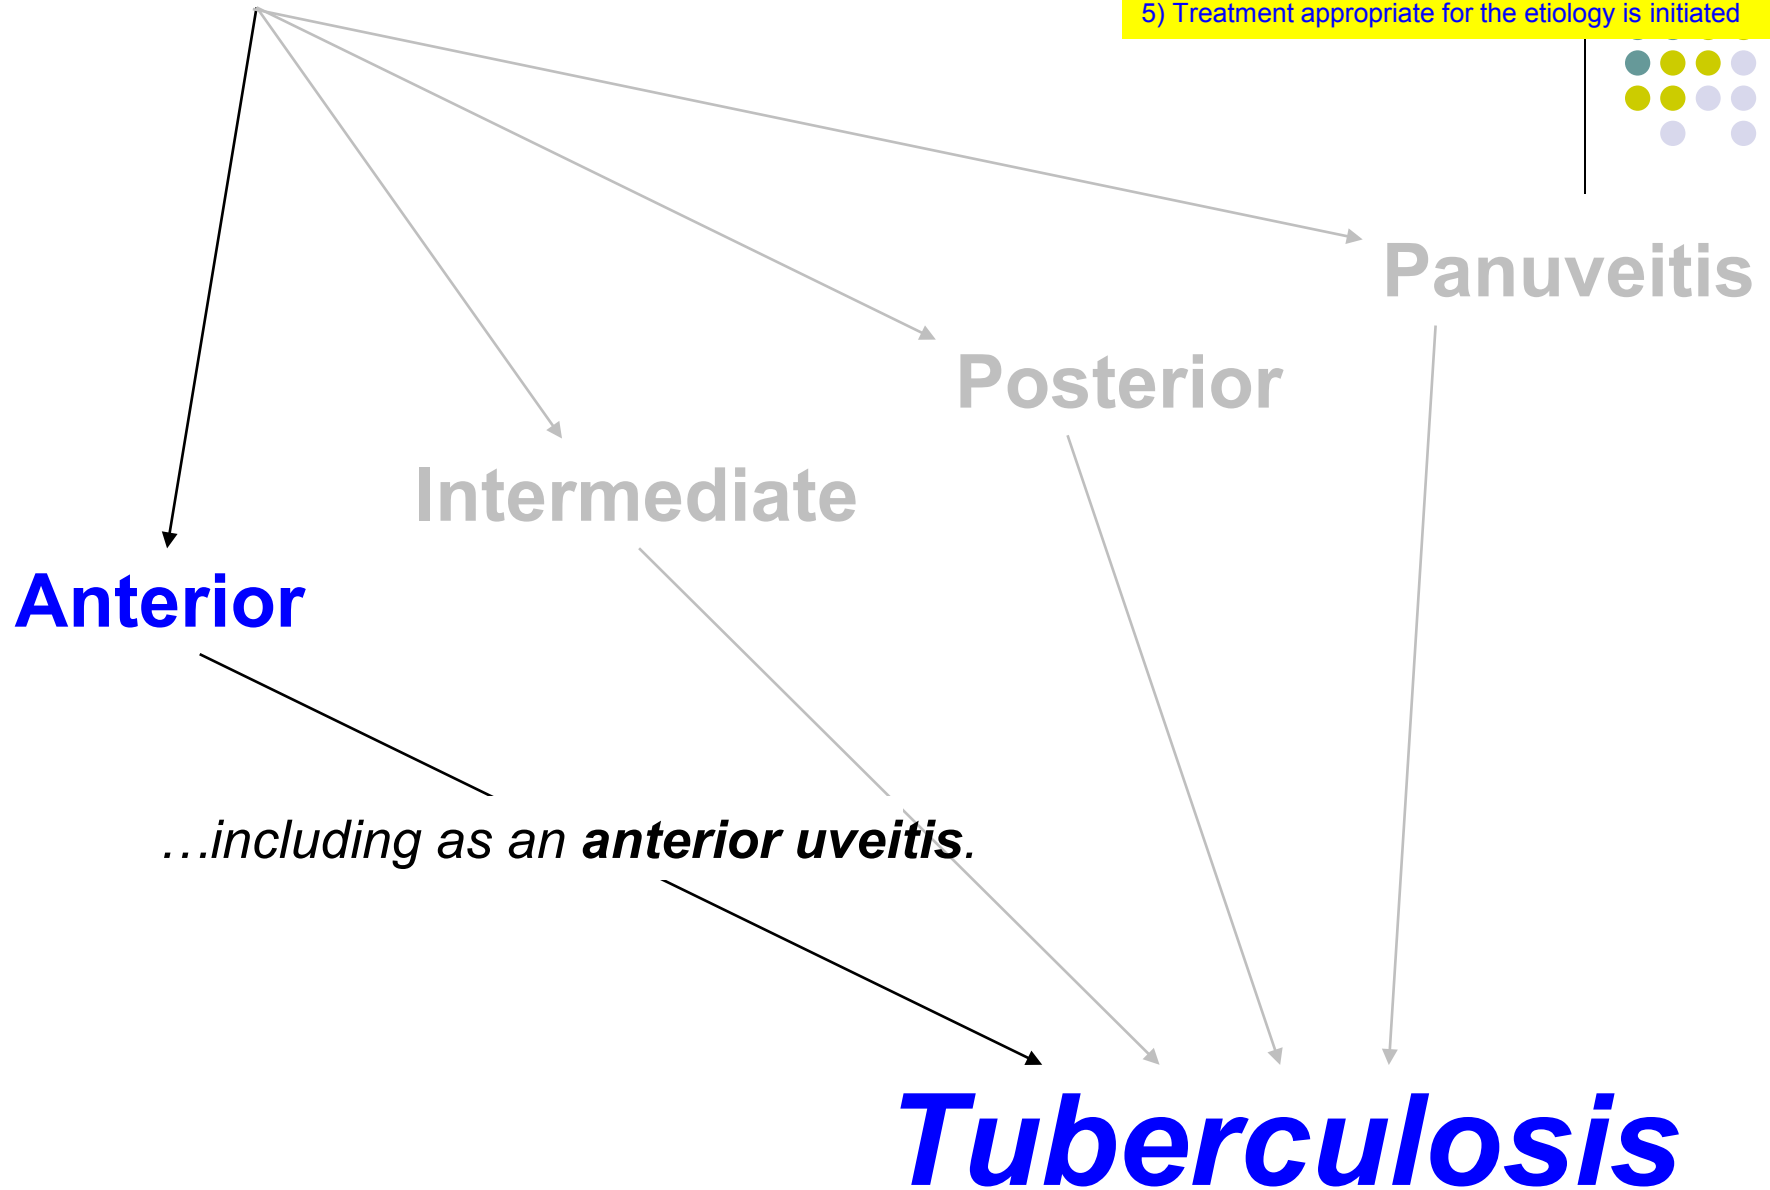 5) Treatment appropriate for the etiology is initiated
Panuveitis
Posterior
Intermediate
Anterior
…including as an anterior uveitis.
Tuberculosis